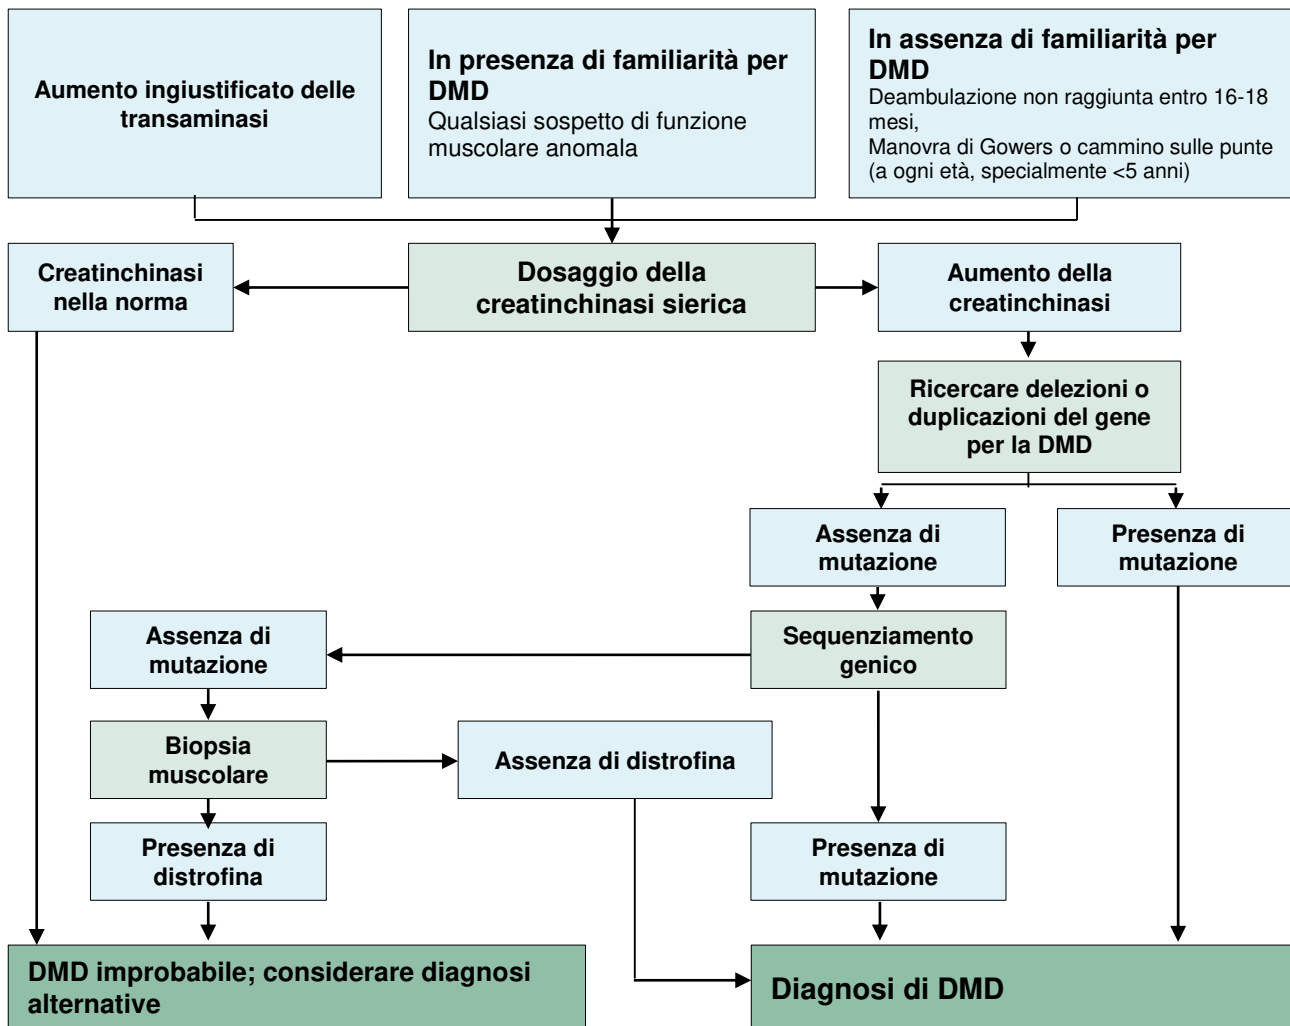 Aumento ingiustificato delle
transaminasi
In presenza di familiarità per
DMD
Qualsiasi sospetto di funzione
muscolare anomala
In assenza di familiarità per
DMD
Deambulazione non raggiunta entro 16-18
mesi,
Manovra di Gowers o cammino sulle punte
(a ogni età, specialmente <5 anni)
Creatinchinasi
nella norma
Dosaggio della
creatinchinasi sierica
Aumento della
creatinchinasi
Ricercare delezioni o
duplicazioni del gene
per la DMD
Assenza di
mutazione
Presenza di
mutazione
Assenza di
mutazione
Sequenziamento
genico
Biopsia
muscolare
Assenza di distrofina
Presenza di
distrofina
Presenza di
mutazione
DMD improbabile; considerare diagnosi
alternative
Diagnosi di DMD